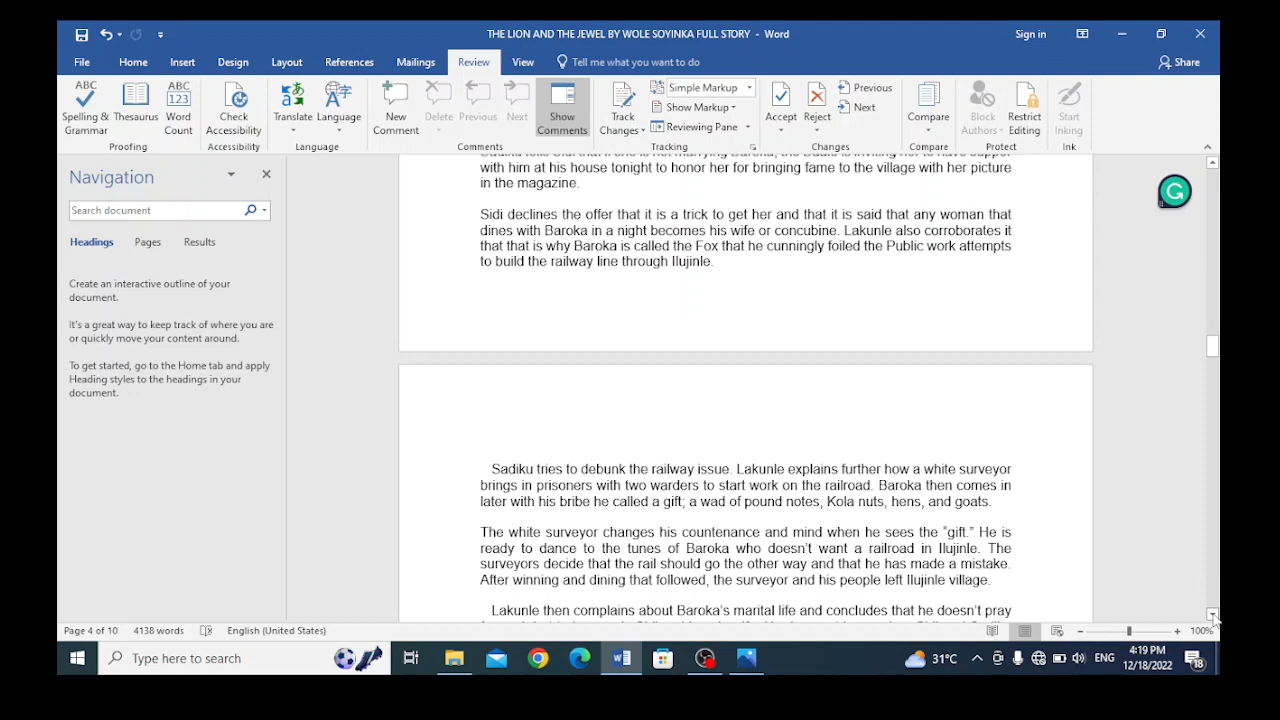 THE LION AND THE JEWEL BY WOLE SOYINKA FULL STORY - Word
Sign in
File Home Insert Design Layout References Mailings Review View Tell me what you want to do Share
ABC
Spelling & Grammar
Thesaurus
ABC
123
Word Count
Proofing
Check Accessibility
Accessibility
Translate
Language
Language
New Comment
Delete
Previous
Next
Show Comments
Comments
Track Changes
Simple Markup
Show Markup
Reviewing Pane
Tracking
Accept
Reject
Previous
Next
Changes
Compare
Compare
Block Authors
Restrict Editing
Protect
Start Inking
Ink
Navigation
Search document
Headings Pages Results
Create an interactive outline of your
document.
It's a great way to keep track of where you are
or quickly move your content around.
To get started, go to the Home tab and apply
Heading styles to the headings in your
document.
with him at his house tonight to honor her for bringing fame to the village with her picture
in the magazine.
Sidi declines the offer that it is a trick to get her and that it is said that any woman that
dines with Baroka in a night becomes his wife or concubine. Lakunle also corroborates it
that that is why Baroka is called the Fox that he cunningly foiled the Public work attempts
to build the railway line through Ilujinle.
Sadiku tries to debunk the railway issue. Lakunle explains further how a white surveyor
brings in prisoners with two warders to start work on the railroad. Baroka then comes in
later with his bribe he called a gift; a wad of pound notes, Kola nuts, hens, and goats.
The white surveyor changes his countenance and mind when he sees the "gift." He is
ready to dance to the tunes of Baroka who doesn't want a railroad in Ilujinle. The
surveyors decide that the rail should go the other way and that he has made a mistake.
After winning and dining that followed, the surveyor and his people left Ilujinle village.
Lakunle then complains about Baroka's marital life and concludes that he doesn't pray
Page 4 of 10 4138 words English (United States) 100%
Type here to search
31°C
ENG
4:19 PM
12/18/2022
18